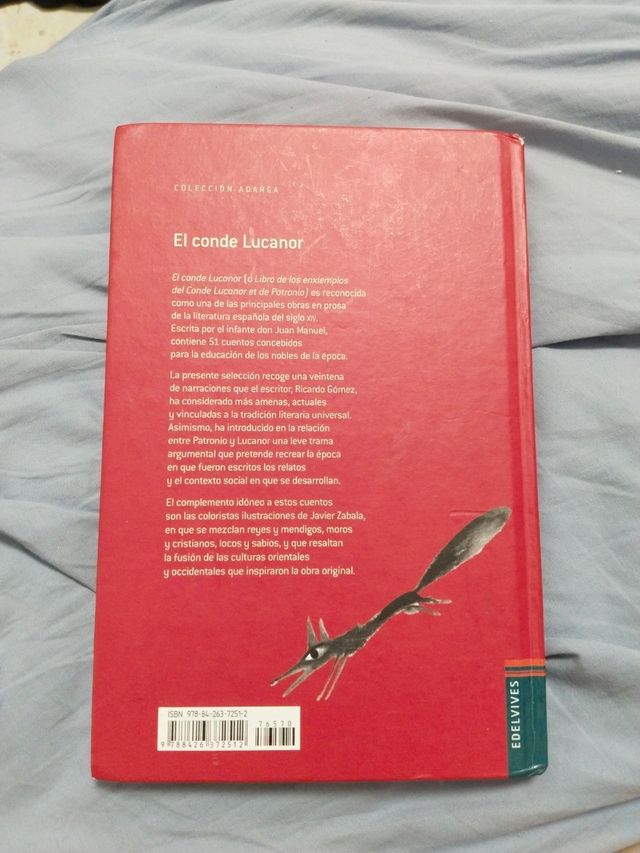 COLECCIÓN ADARGA
El conde Lucanor
El conde Lucanor (ó Libro de los enxiemplos
del Conde Lucanor et de Patronio) es reconocida
como una de las principales obras en prosa
de la literatura española del siglo XIV.
Escrita por el infante don Juan Manuel,
contiene 51 cuentos concebidos
para la educación de los nobles de la época.
La presente selección recoge una veintena
de narraciones que el escritor, Ricardo Gómez,
ha considerado más amenas, actuales
y vinculadas a la tradición literaria universal.
Asimismo, ha introducido en la relación
entre Patronio y Lucanor una leve trama
argumental que pretende recrear la época
en que fueron escritos los relatos
y el contexto social en que se desarrollan.
El complemento idóneo a estos cuentos
son las coloristas ilustraciones de Javier Zabala,
en que se mezclan reyes y mendigos, moros
y cristianos, locos y sabios, y que resaltan
la fusión de las culturas orientales
y occidentales que inspiraron la obra original.
ISBN 978-84-263-7251-2
76570
9788426372512
EDELVIVES